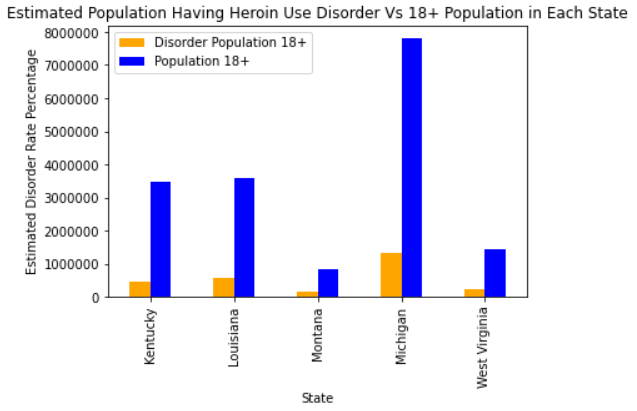 Estimated Population Having Heroin Use Disorder Vs 18+ Population in Each State
Disorder Population 18+
Population 18+
Estimated Disorder Rate Percentage
8000000
7000000
6000000
5000000
4000000
3000000
2000000
1000000
0
Kentucky
Louisiana
Montana
Michigan
West Virginia
State